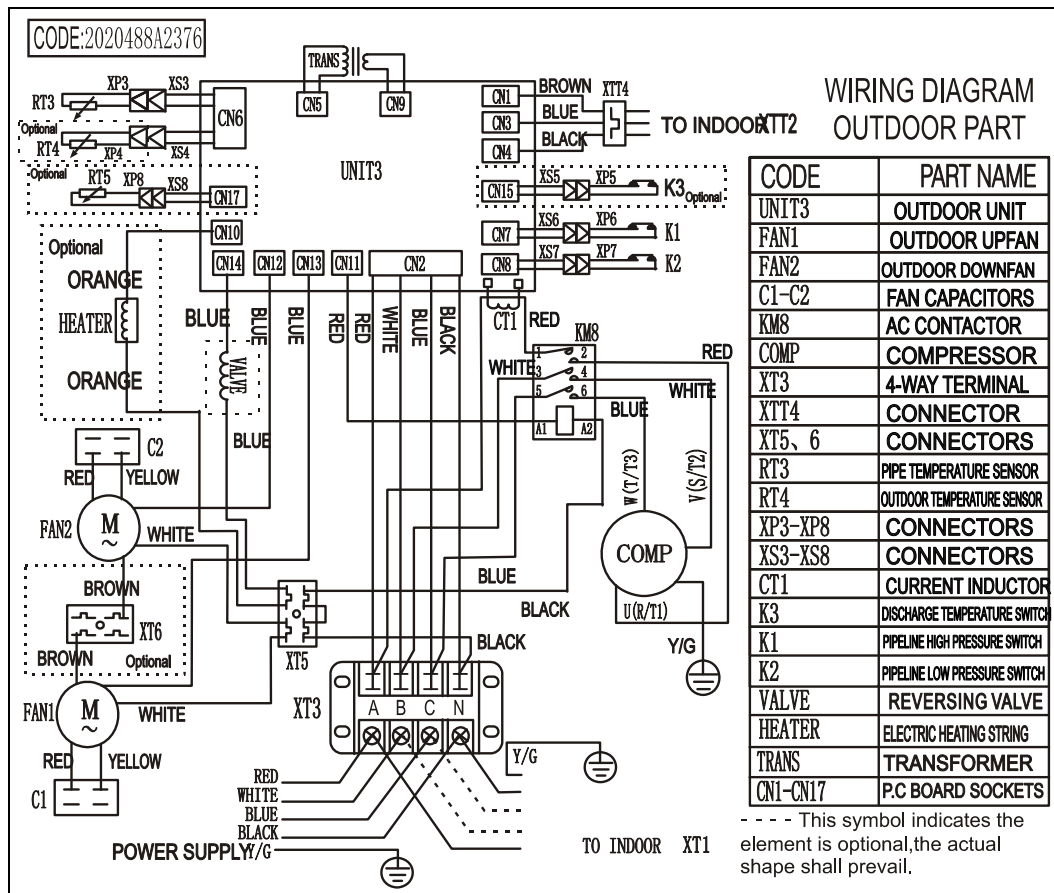 CODE:2020488A2376
WIRING DIAGRAM
OUTDOOR PART
TRANS
CN5
CN9
UNIT3
RT3
XP3
XS3
CN6
Optional
RT4
XP4
XS4
Optional
RT5
XP8
XS8
CN17
CN1
BROWN
XTT4
CN3
BLUE
CN4
BLACK
TO INDOOR XTT2
CN15
XS5
XP5
K3 Optional
CN7
XS6
XP6
K1
CN8
XS7
XP7
K2
CN10
CN14
CN12
CN13
CN11
CN2
Optional
ORANGE
HEATER
ORANGE
BLUE
VALVE
BLUE
BLUE
BLUE
RED
RED
WHITE
BLUE
BLACK
CT1
RED
KM8
1
2
RED
WHITE
3
4
WHITE
5
6
BLUE
A1
A2
W(T/T3)
V(S/T2)
COMP
U(R/T1)
Y/G
C2
RED
YELLOW
FAN2
M
~
WHITE
BROWN
XT6
BROWN
Optional
XT5
BLUE
BLACK
BLACK
FAN1
M
~
WHITE
RED
YELLOW
C1
XT3
A B C N
RED
WHITE
BLUE
BLACK
POWER SUPPLY Y/G
Y/G
TO INDOOR XT1
CODE PART NAME
UNIT3 OUTDOOR UNIT
FAN1 OUTDOOR UPFAN
FAN2 OUTDOOR DOWNFAN
C1-C2 FAN CAPACITORS
KM8 AC CONTACTOR
COMP COMPRESSOR
XT3 4-WAY TERMINAL
XTT4 CONNECTOR
XT5、6 CONNECTORS
RT3 PIPE TEMPERATURE SENSOR
RT4 OUTDOOR TEMPERATURE SENSOR
XP3-XP8 CONNECTORS
XS3-XS8 CONNECTORS
CT1 CURRENT INDUCTOR
K3 DISCHARGE TEMPERATURE SWITCH
K1 PIPELINE HIGH PRESSURE SWITCH
K2 PIPELINE LOW PRESSURE SWITCH
VALVE REVERSING VALVE
HEATER ELECTRIC HEATING STRING
TRANS TRANSFORMER
CN1-CN17 P.C BOARD SOCKETS
- - - - This symbol indicates the
element is optional,the actual
shape shall prevail.